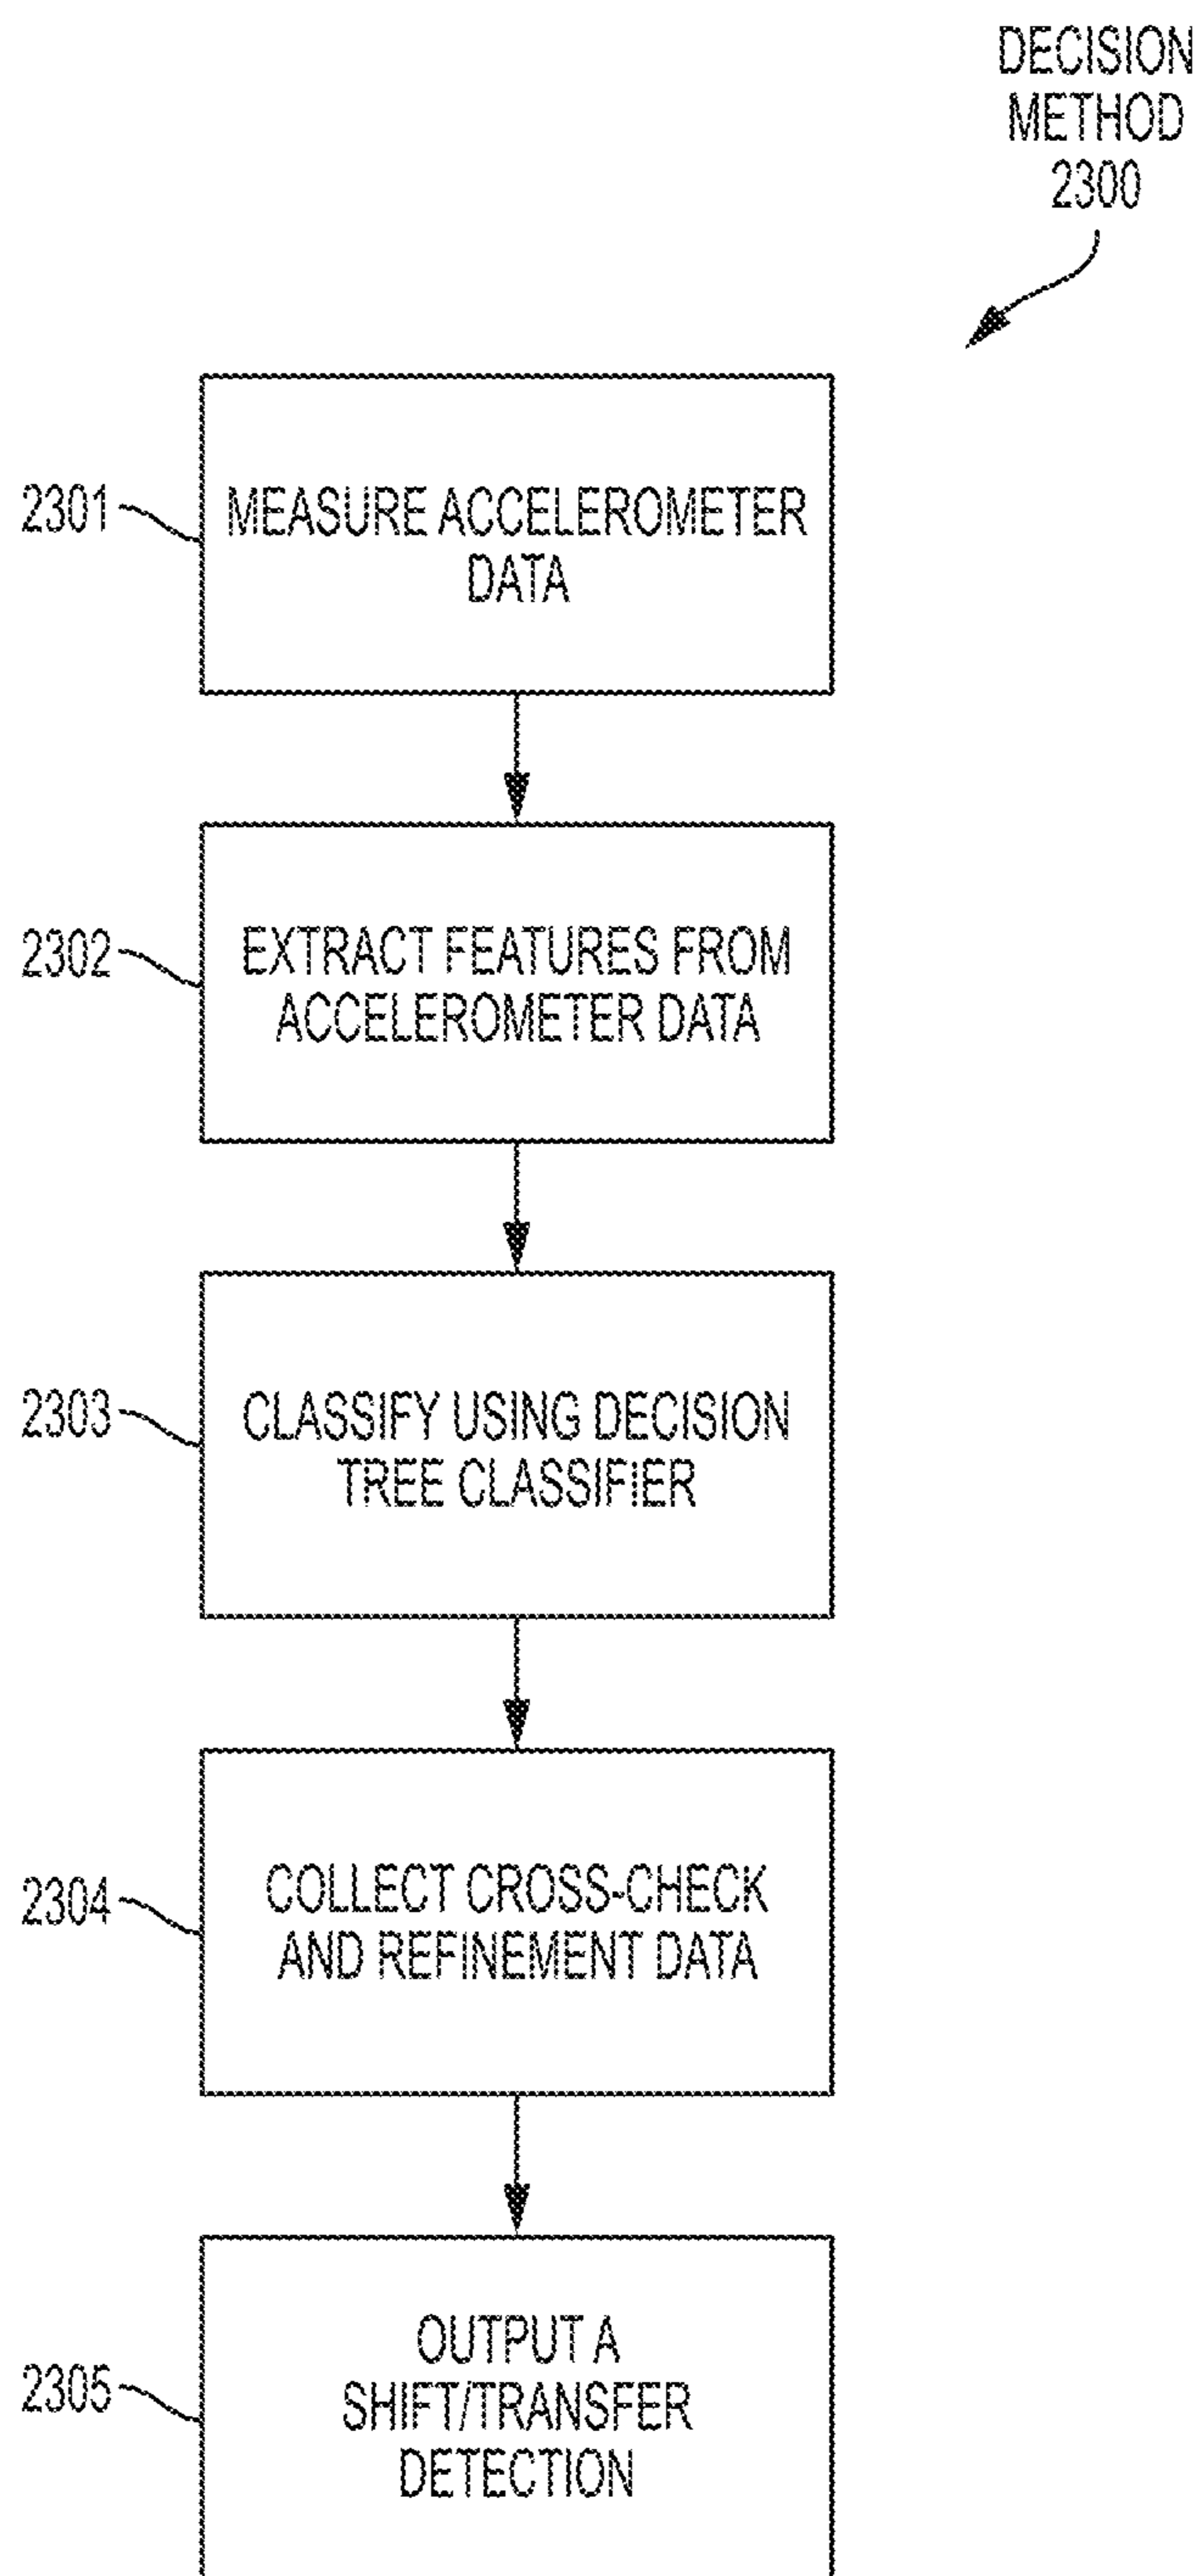 DECISION
METHOD
2300
2301
MEASURE ACCELEROMETER
DATA
2302
EXTRACT FEATURES FROM
ACCELEROMETER DATA
2303
CLASSIFY USING DECISION
TREE CLASSIFIER
2304
COLLECT CROSS-CHECK
AND REFINEMENT DATA
2305
OUTPUT A
SHIFT/TRANSFER
DETECTION